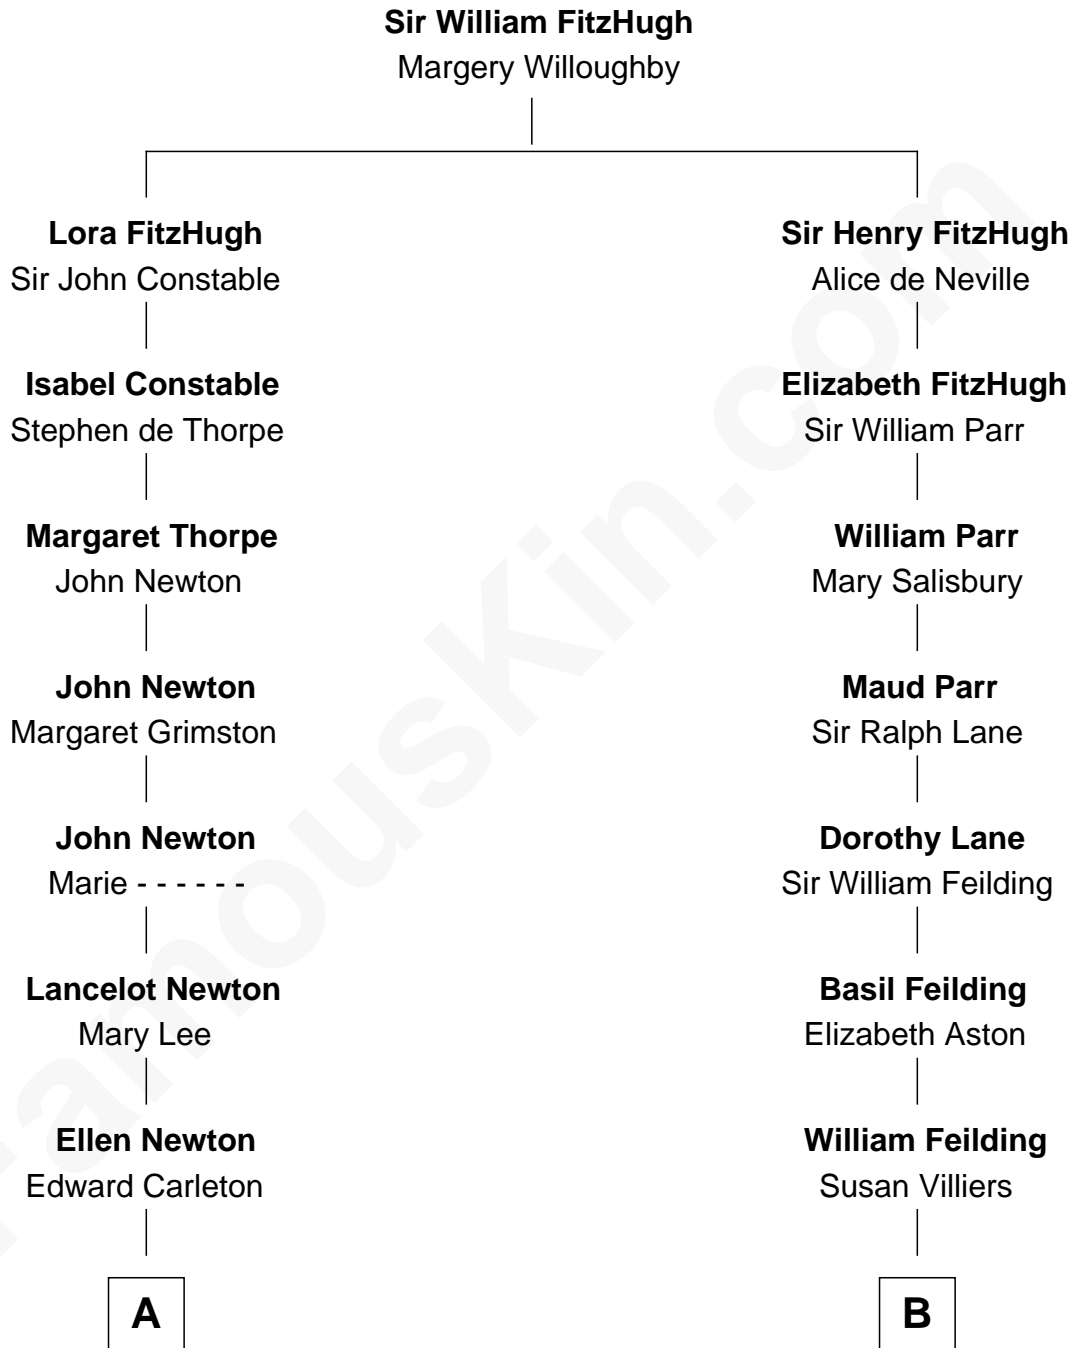 Sir William FitzHugh
Margery Willoughby
Lora FitzHugh
Sir John Constable
Sir Henry FitzHugh
Alice de Neville
Isabel Constable
Stephen de Thorpe
Elizabeth FitzHugh
Sir William Parr
Margaret Thorpe
John Newton
William Parr
Mary Salisbury
John Newton
Margaret Grimston
Maud Parr
Sir Ralph Lane
John Newton
Marie - - - - - -
Dorothy Lane
Sir William Feilding
Lancelot Newton
Mary Lee
Basil Feilding
Elizabeth Aston
Ellen Newton
Edward Carleton
William Feilding
Susan Villiers
A
B
FamousKin.com